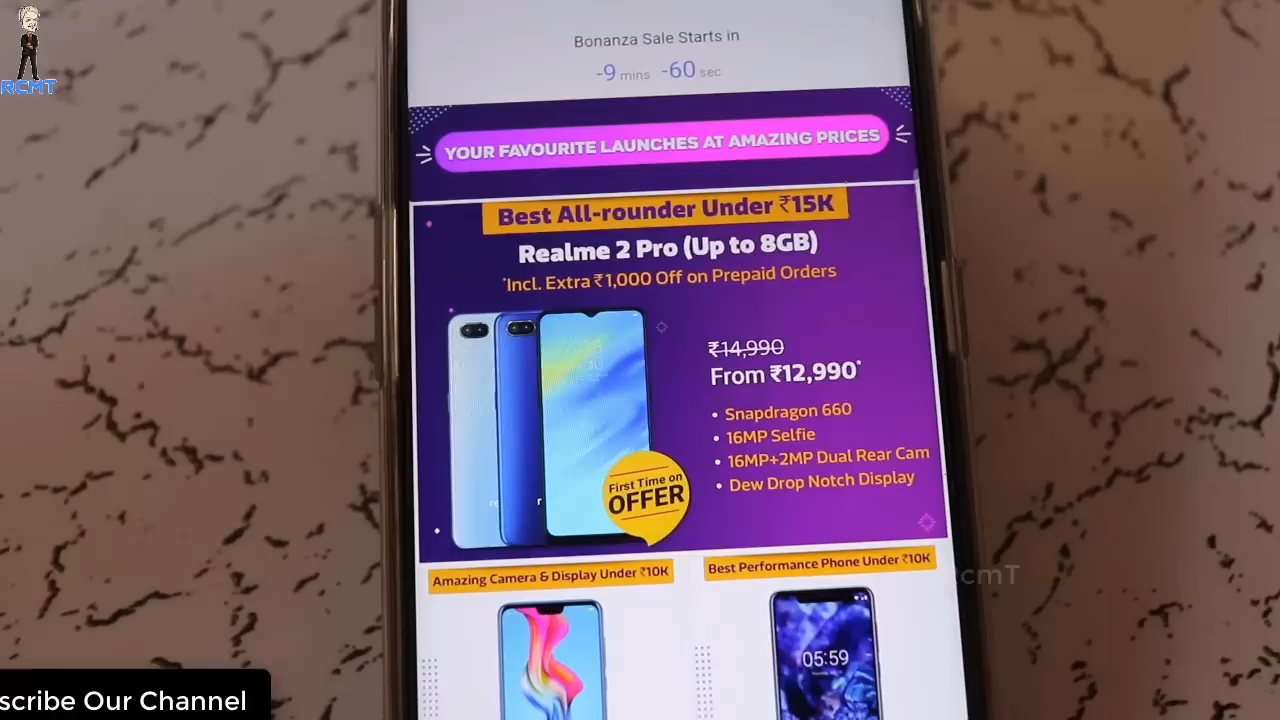 RCMT
Bonanza Sale Starts in
-9 mins -60 sec
YOUR FAVOURITE LAUNCHES AT AMAZING PRICES
Best All-rounder Under ₹15K
Realme 2 Pro (Up to 8GB)
*Incl. Extra ₹1,000 Off on Prepaid Orders
₹14,990
From ₹12,990*
• Snapdragon 660
• 16MP Selfie
• 16MP+2MP Dual Rear Cam
• Dew Drop Notch Display
First Time on
OFFER
Amazing Camera & Display Under ₹10K
Best Performance Phone Under ₹10K
05:59
RcmT
scribe Our Channel